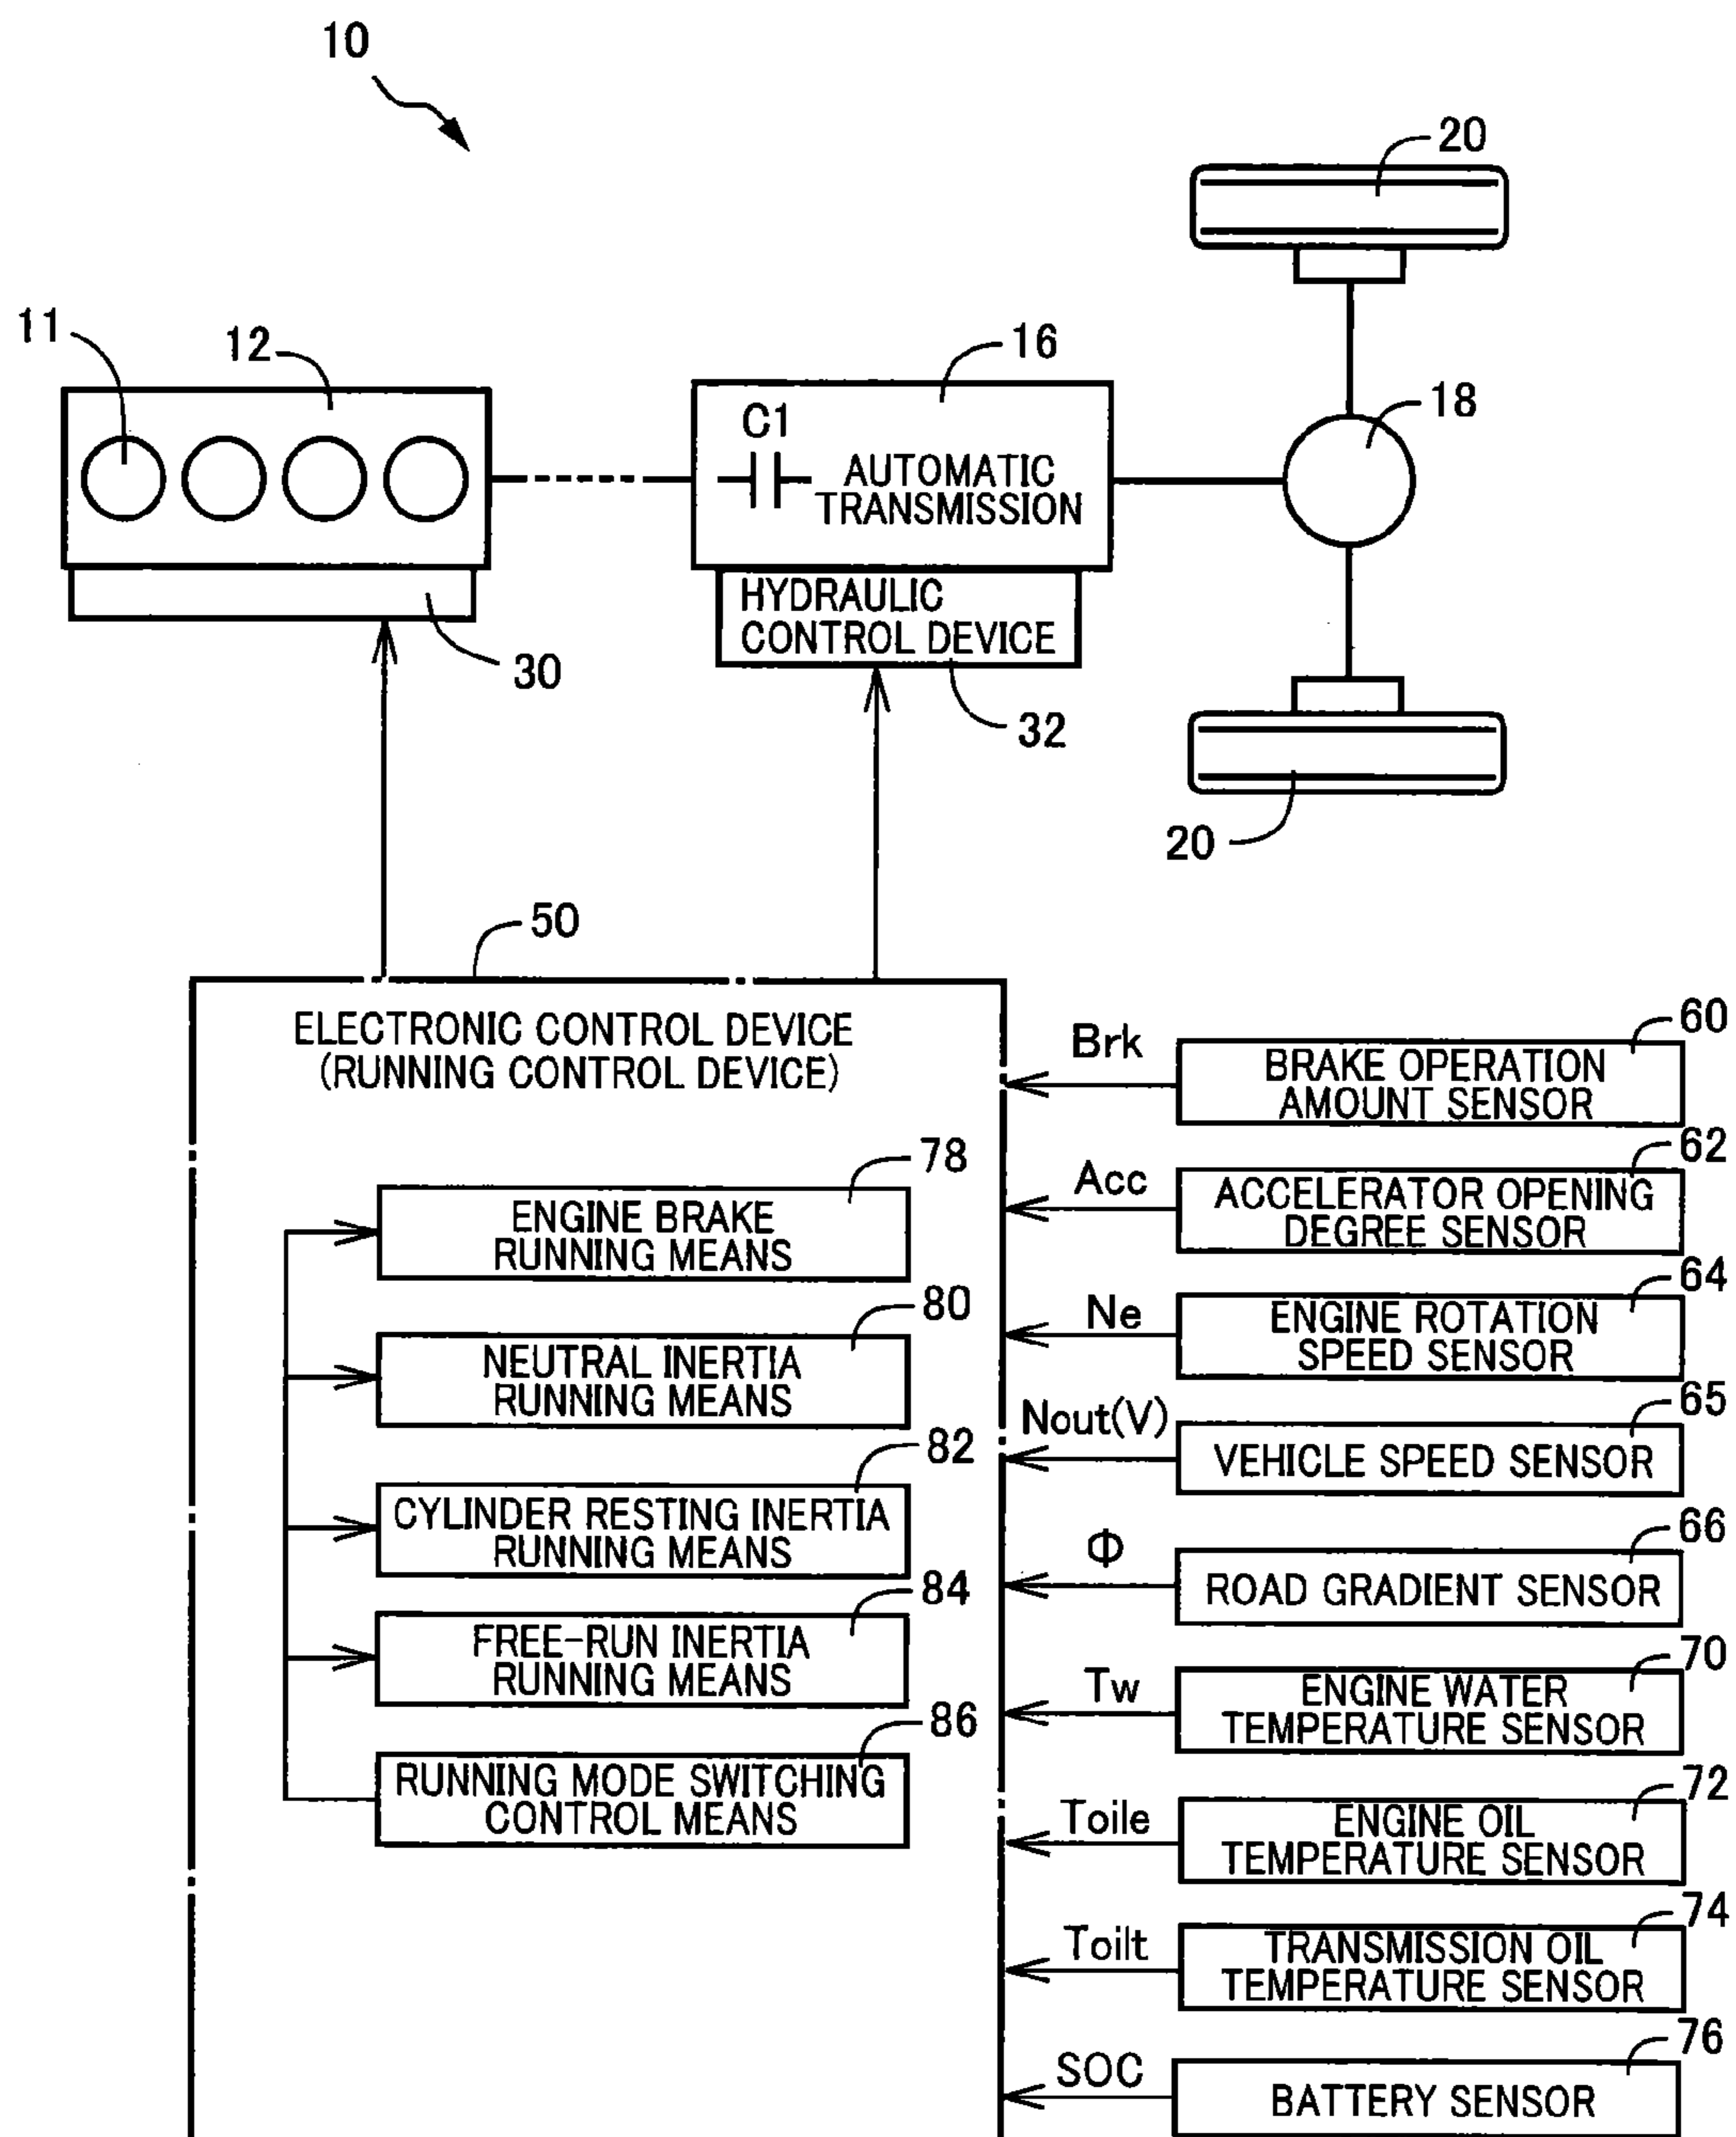 10
20
11
12
16
18
C1
AUTOMATIC
TRANSMISSION
HYDRAULIC
CONTROL DEVICE
30
32
20
50
ELECTRONIC CONTROL DEVICE
(RUNNING CONTROL DEVICE)
78
ENGINE BRAKE
RUNNING MEANS
80
NEUTRAL INERTIA
RUNNING MEANS
82
CYLINDER RESTING INERTIA
RUNNING MEANS
84
FREE-RUN INERTIA
RUNNING MEANS
86
RUNNING MODE SWITCHING
CONTROL MEANS
Brk
60
BRAKE OPERATION
AMOUNT SENSOR
Acc
62
ACCELERATOR OPENING
DEGREE SENSOR
Ne
64
ENGINE ROTATION
SPEED SENSOR
Nout(V)
65
VEHICLE SPEED SENSOR
Φ
66
ROAD GRADIENT SENSOR
Tw
70
ENGINE WATER
TEMPERATURE SENSOR
Toile
72
ENGINE OIL
TEMPERATURE SENSOR
Toilt
74
TRANSMISSION OIL
TEMPERATURE SENSOR
SOC
76
BATTERY SENSOR